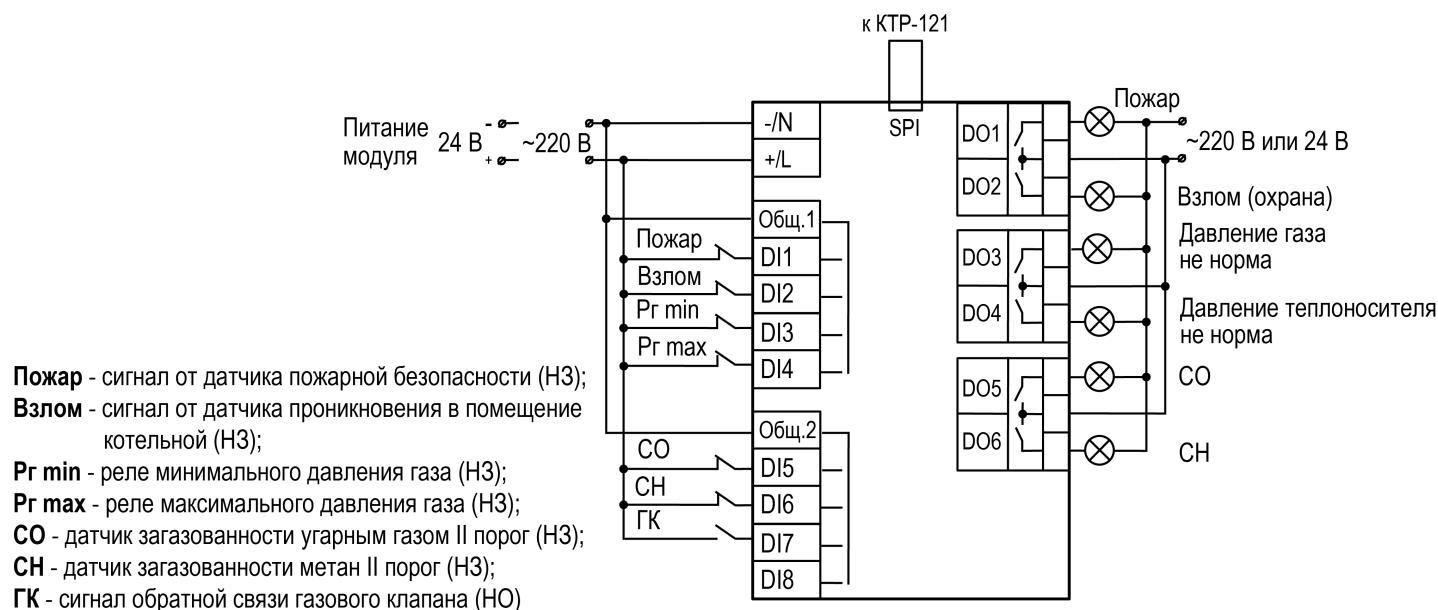 к КТР-121
SPI
Питание
модуля
- 24 В +
~220 В
-/N
+/L
Общ.1
Пожар DI1
Взлом DI2
Рг min DI3
Рг max DI4
Общ.2
СО DI5
СН DI6
ГК DI7
DI8
DO1
DO2
DO3
DO4
DO5
DO6
Пожар
~220 В или 24 В
Взлом (охрана)
Давление газа
не норма
Давление теплоносителя
не норма
СО
СН
Пожар - сигнал от датчика пожарной безопасности (НЗ);
Взлом - сигнал от датчика проникновения в помещение
котельной (НЗ);
Рг min - реле минимального давления газа (НЗ);
Рг max - реле максимального давления газа (НЗ);
СО - датчик загазованности угарным газом II порог (НЗ);
СН - датчик загазованности метан II порог (НЗ);
ГК - сигнал обратной связи газового клапана (НО)